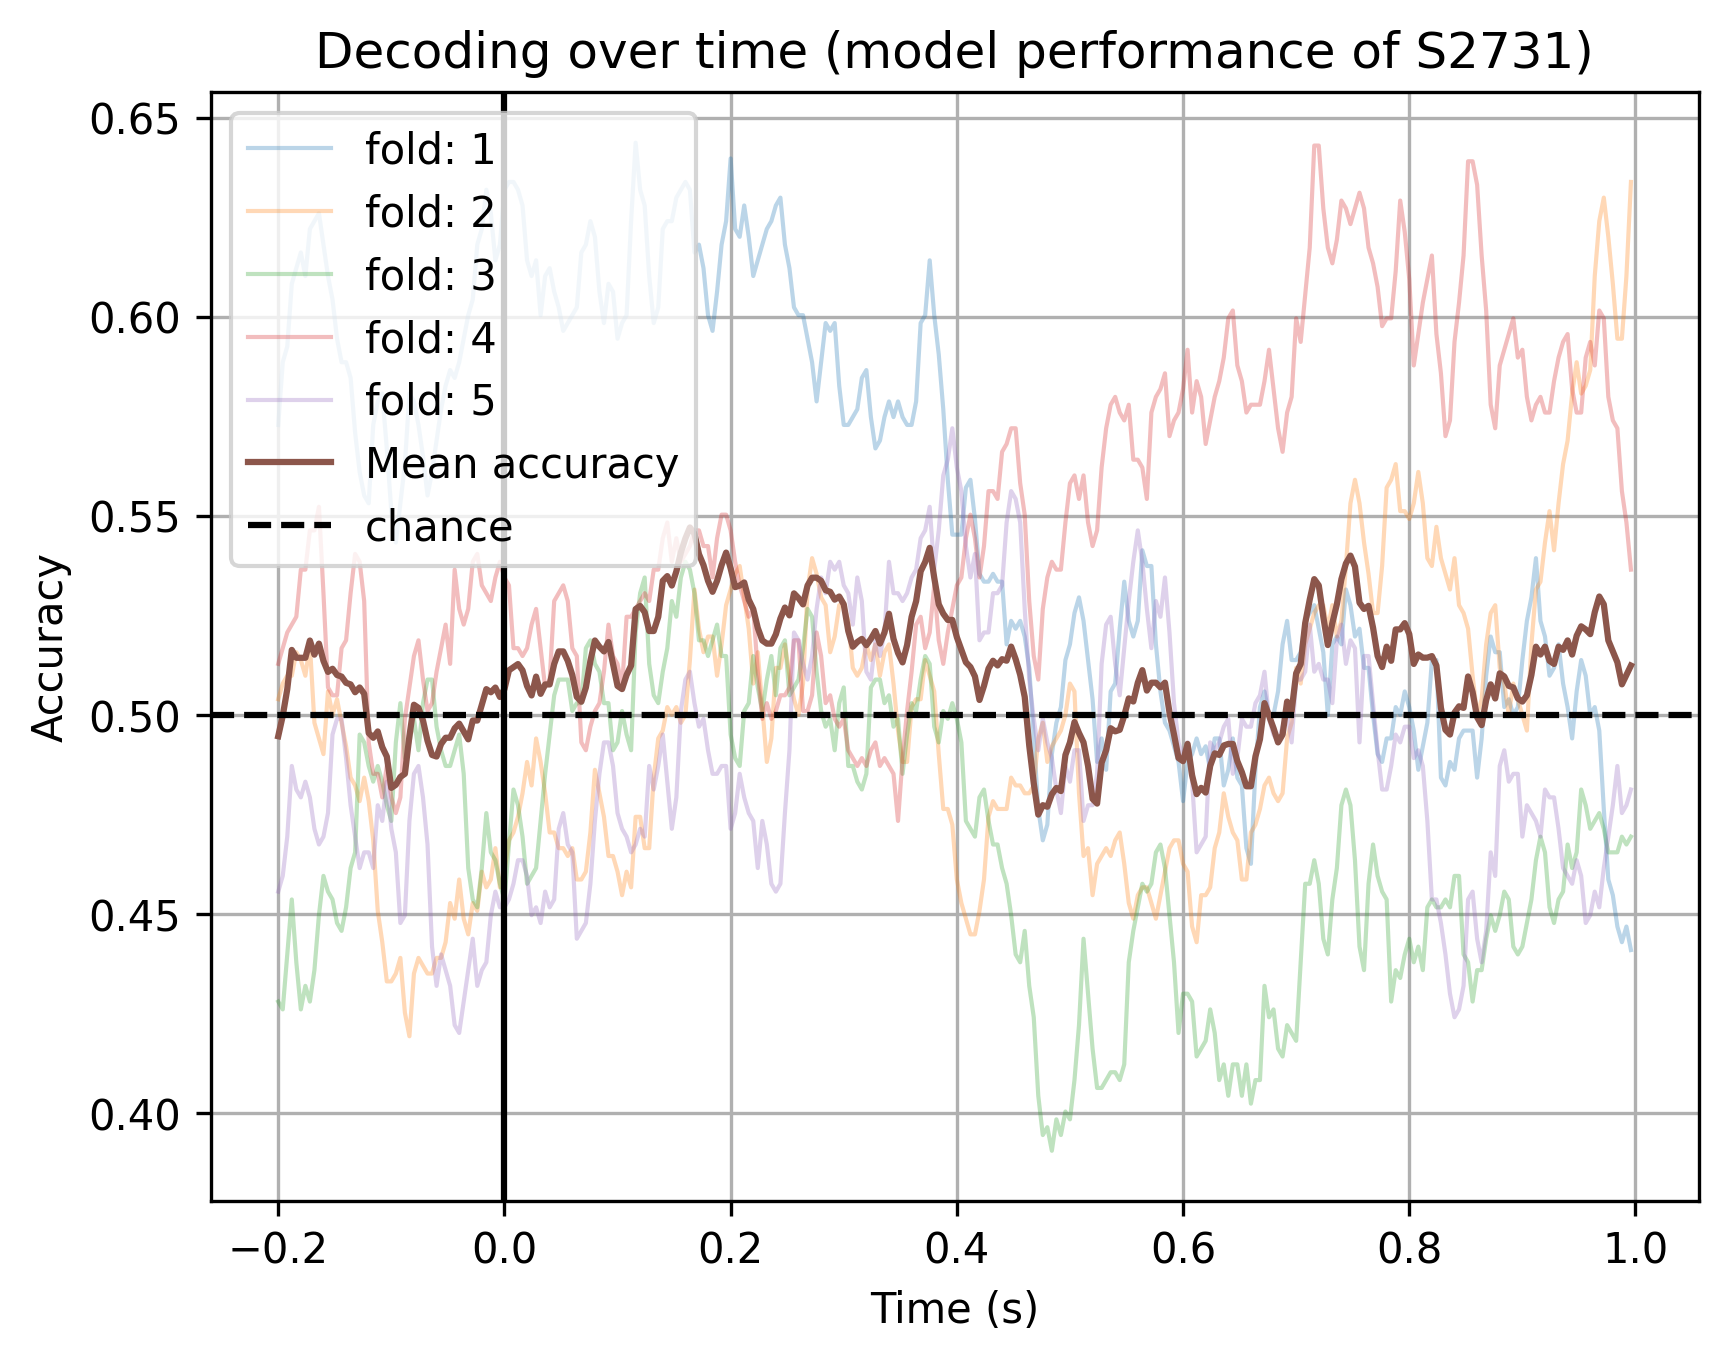 Decoding over time (model performance of S2731)
0.65
0.60
0.55
0.50
0.45
0.40
Accuracy
fold: 1
fold: 2
fold: 3
fold: 4
fold: 5
Mean accuracy
chance
−0.2 0.0 0.2 0.4 0.6 0.8 1.0
Time (s)